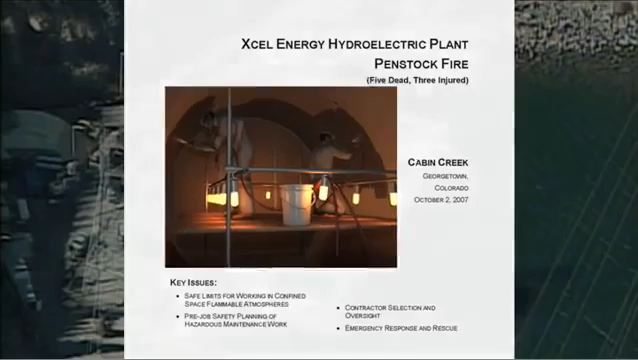 XCEL ENERGY HYDROELECTRIC PLANT
PENSTOCK FIRE
(Five Dead, Three Injured)
CABIN CREEK
GEORGETOWN,
COLORADO
OCTOBER 2, 2007
KEY ISSUES:
• SAFE LIMITS FOR WORKING IN CONFINED
SPACE FLAMMABLE ATMOSPHERES
• PRE-JOB SAFETY PLANNING OF
HAZARDOUS MAINTENANCE WORK
• CONTRACTOR SELECTION AND
OVERSIGHT
• EMERGENCY RESPONSE AND RESCUE